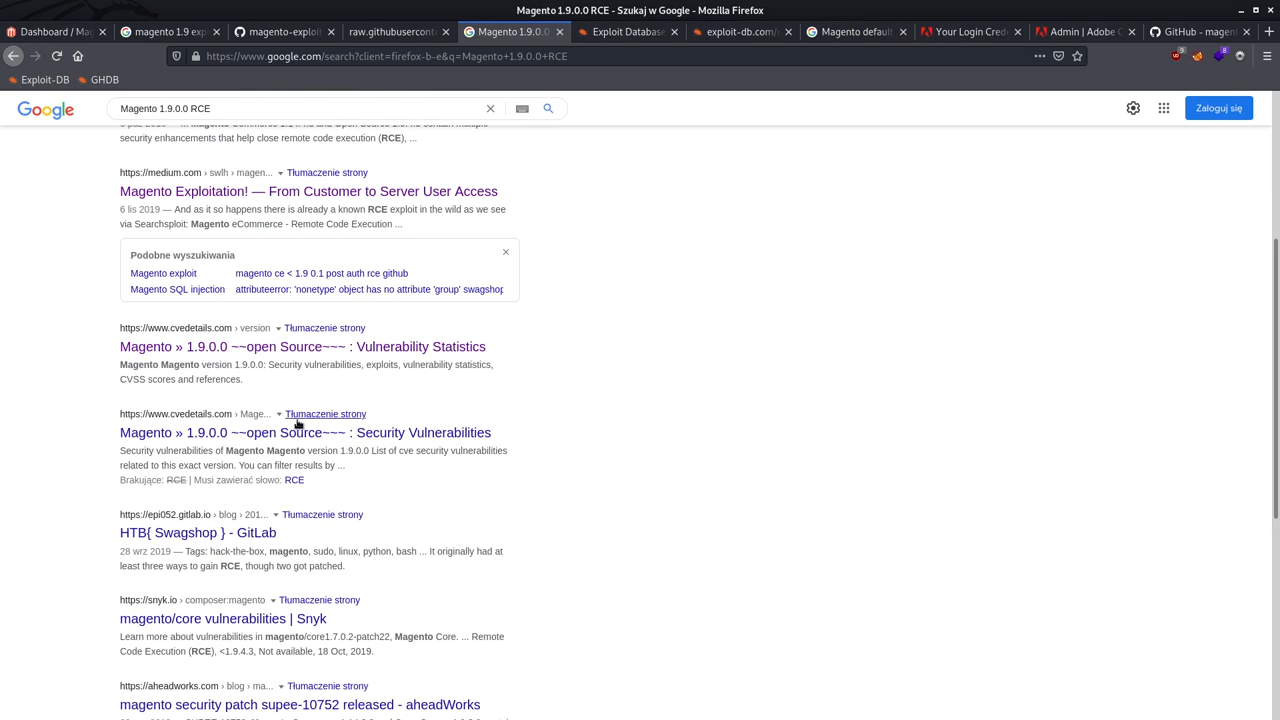 Magento 1.9.0.0 RCE - Szukaj w Google - Mozilla Firefox
Dashboard / Mag
magento 1.9 exp
magento-exploit
raw.githubusercont
Magento 1.9.0.0
Exploit Database
exploit-db.com/s
Magento default
Your Login Cred
Admin | Adobe C
GitHub - magen
https://www.google.com/search?client=firefox-b-e&q=Magento+1.9.0.0+RCE
Exploit-DB
GHDB
Google
Magento 1.9.0.0 RCE
Zaloguj się
security enhancements that help close remote code execution (RCE), ...
https://medium.com › swlh › magen...
Tłumaczenie strony
Magento Exploitation! — From Customer to Server User Access
6 lis 2019 — And as it so happens there is already a known RCE exploit in the wild as we see
via Searchsploit: Magento eCommerce - Remote Code Execution ...
Podobne wyszukiwania
Magento exploit
magento ce < 1.9 0.1 post auth rce github
Magento SQL injection
attributeerror: 'nonetype' object has no attribute 'group' swagshop
https://www.cvedetails.com › version
Tłumaczenie strony
Magento » 1.9.0.0 ~~open Source~~~ : Vulnerability Statistics
Magento Magento version 1.9.0.0: Security vulnerabilities, exploits, vulnerability statistics,
CVSS scores and references.
https://www.cvedetails.com › Mage...
Tłumaczenie strony
Magento » 1.9.0.0 ~~open Source~~~ : Security Vulnerabilities
Security vulnerabilities of Magento Magento version 1.9.0.0 List of cve security vulnerabilities
related to this exact version. You can filter results by ...
Brakujące: RCE | Musi zawierać słowo: RCE
https://epi052.gitlab.io › blog › 201...
Tłumaczenie strony
HTB{ Swagshop } - GitLab
28 wrz 2019 — Tags: hack-the-box, magento, sudo, linux, python, bash ... It originally had at
least three ways to gain RCE, though two got patched.
https://snyk.io › composer:magento
Tłumaczenie strony
magento/core vulnerabilities | Snyk
Learn more about vulnerabilities in magento/core1.7.0.2-patch22, Magento Core. ... Remote
Code Execution (RCE), <1.9.4.3, Not available, 18 Oct, 2019.
https://aheadworks.com › blog › ma...
Tłumaczenie strony
magento security patch supee-10752 released - aheadWorks